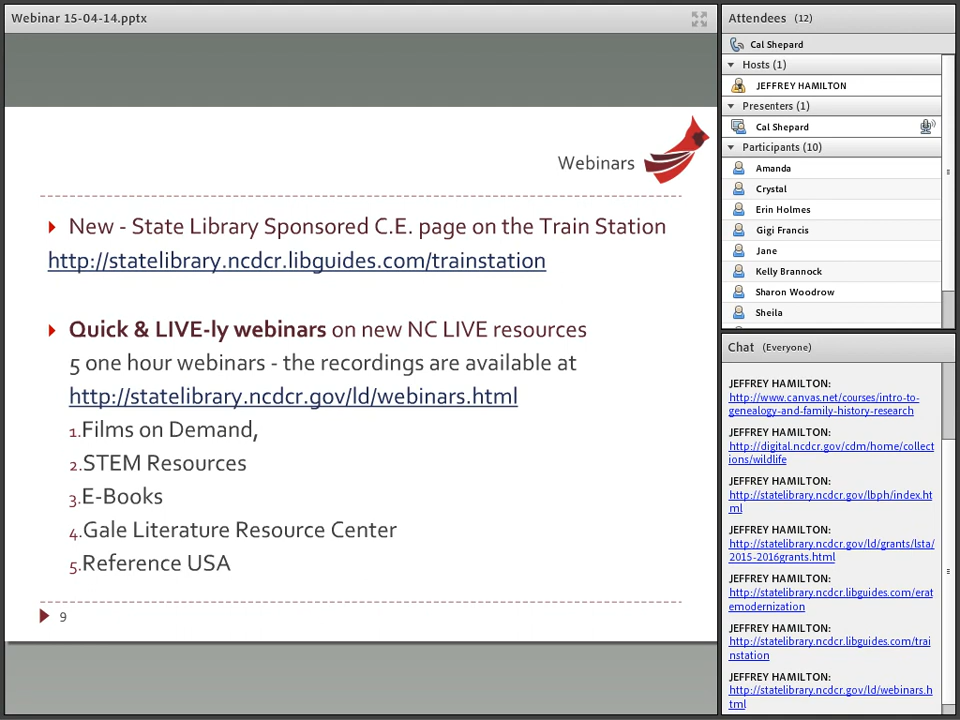 Webinar 15-04-14.pptx
Webinars
New - State Library Sponsored C.E. page on the Train Station
http://statelibrary.ncdcr.libguides.com/trainstation
Quick & LIVE-ly webinars on new NC LIVE resources
5 one hour webinars - the recordings are available at
http://statelibrary.ncdcr.gov/ld/webinars.html
1.Films on Demand,
2.STEM Resources
3.E-Books
4.Gale Literature Resource Center
5.Reference USA
9
Attendees (12)
Cal Shepard
Hosts (1)
JEFFREY HAMILTON
Presenters (1)
Cal Shepard
Participants (10)
Amanda
Crystal
Erin Holmes
Gigi Francis
Jane
Kelly Brannock
Sharon Woodrow
Sheila
Chat (Everyone)
JEFFREY HAMILTON:
http://www.canvas.net/courses/intro-to-
genealogy-and-family-history-research
JEFFREY HAMILTON:
http://digital.ncdcr.gov/cdm/home/collect
ions/wildlife
JEFFREY HAMILTON:
http://statelibrary.ncdcr.gov/lbph/index.ht
ml
JEFFREY HAMILTON:
http://statelibrary.ncdcr.gov/ld/grants/lsta/
2015-2016grants.html
JEFFREY HAMILTON:
http://statelibrary.ncdcr.libguides.com/erat
emodernization
JEFFREY HAMILTON:
http://statelibrary.ncdcr.libguides.com/trai
nstation
JEFFREY HAMILTON:
http://statelibrary.ncdcr.gov/ld/webinars.h
tml